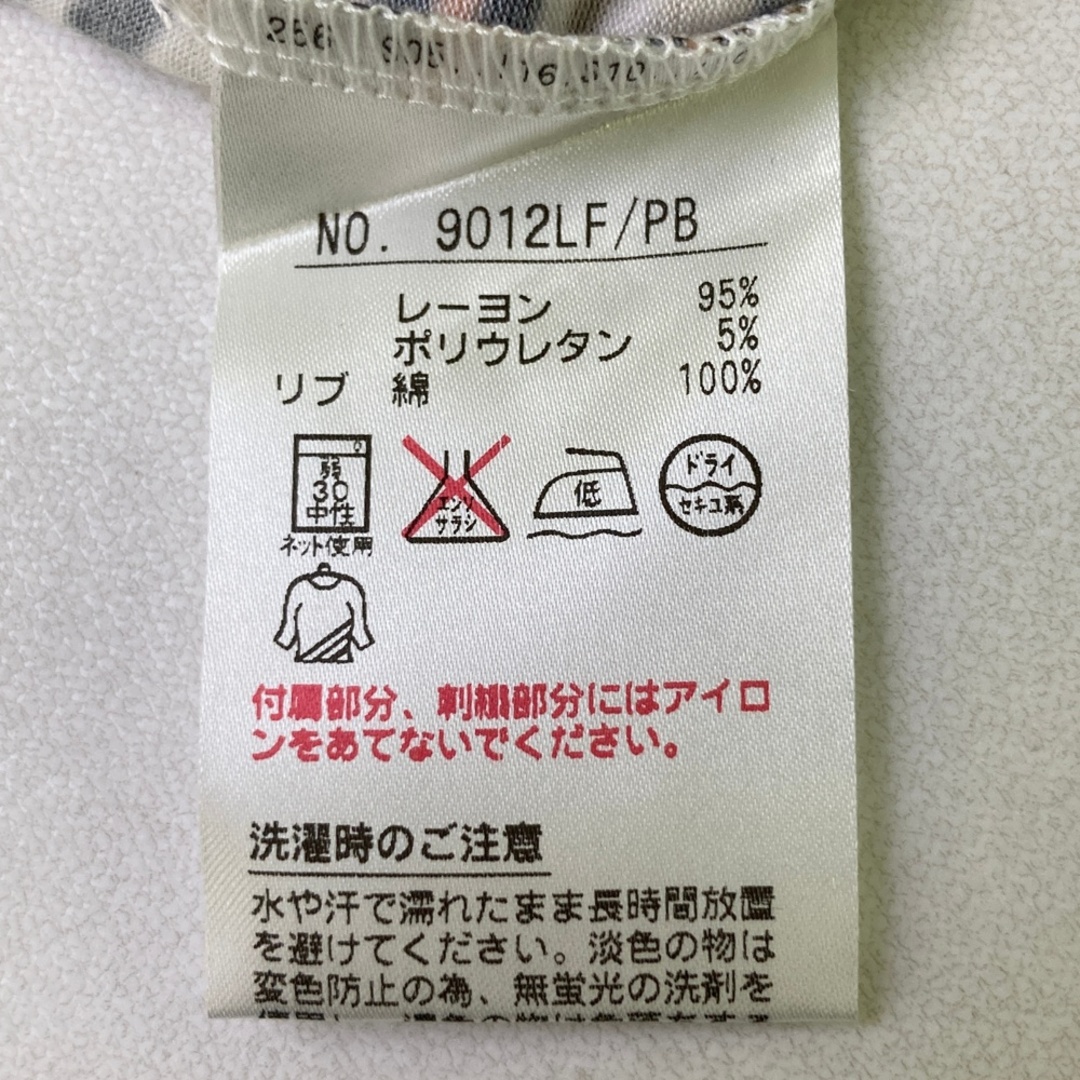 256
NO. 9012LF/PB
レーヨン 95%
ポリウレタン 5%
リブ 綿 100%
弱
30
中性
ネット使用
エンソ
サラシ
低
ドライ
セキユ系
付属部分、刺繍部分にはアイロ
ンをあてないでください。
洗濯時のご注意
水や汗で濡れたまま長時間放置
を避けてください。淡色の物は
変色防止の為、無蛍光の洗剤を